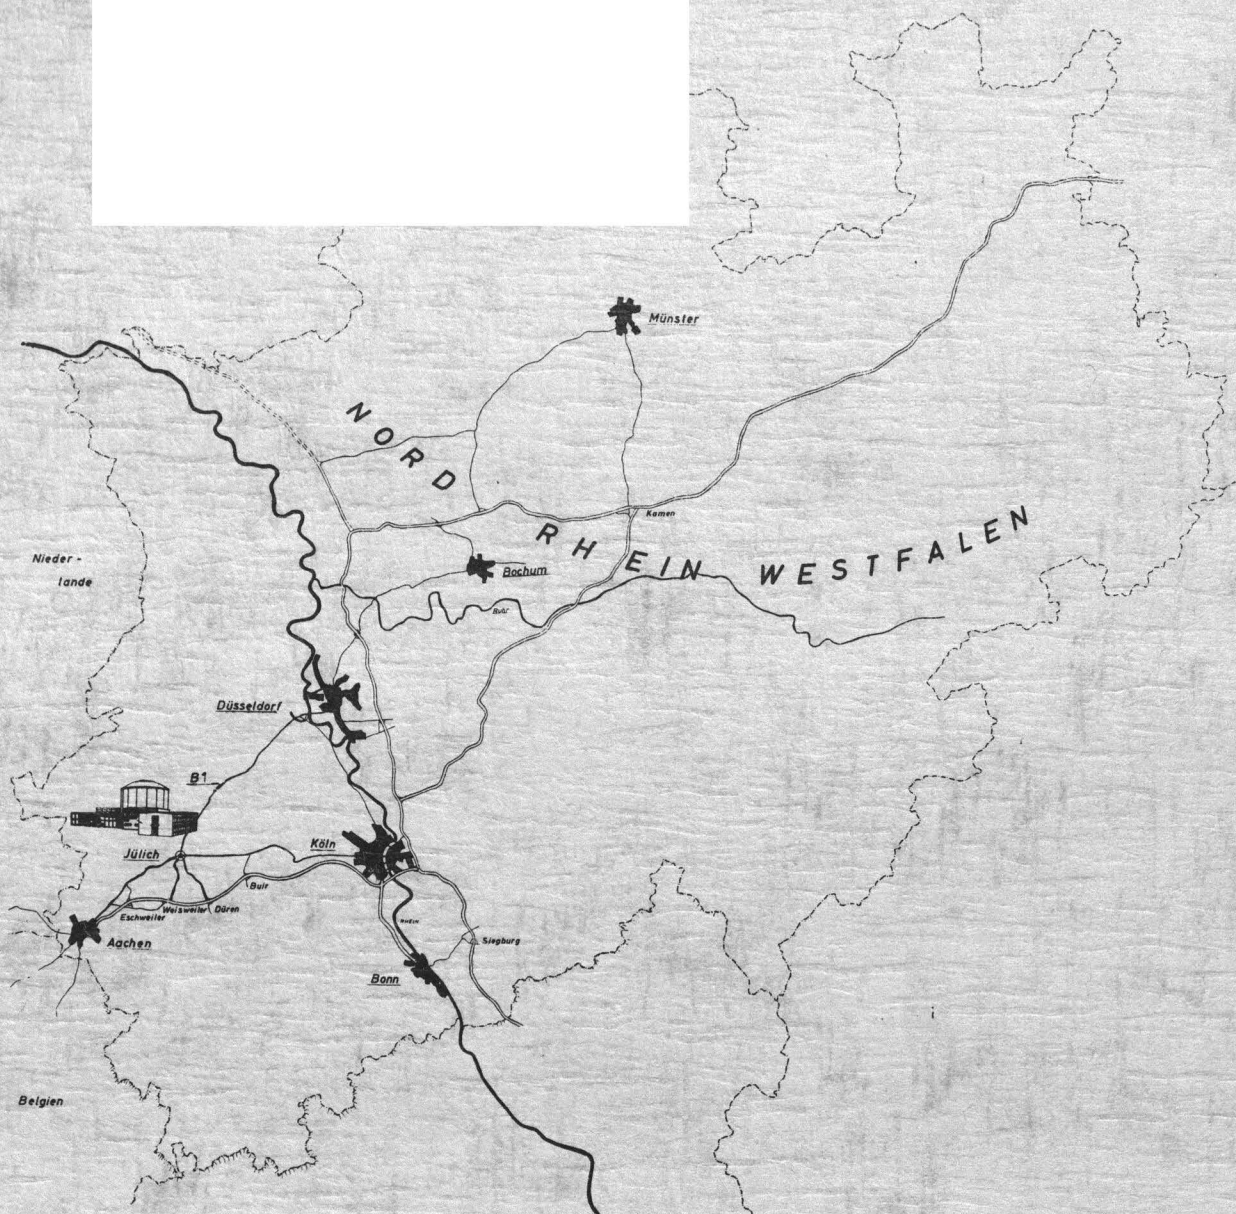 Münster
NORD RHEIN WESTFALEN
Kamen
Nieder-
lande
Bochum
Ruhr
Düsseldorf
B1
Köln
Jülich
Buir
Eschweiler
Weisweiler
Düren
RHEIN
Aachen
Siegburg
Bonn
Belgien